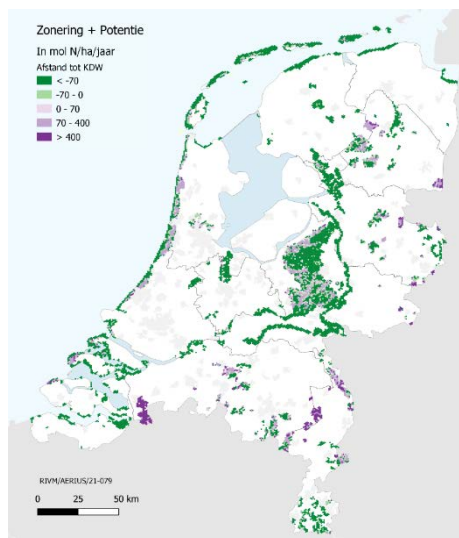 Zonering + Potentie
In mol N/ha/jaar
Afstand tot KDW
< -70
-70 - 0
0 - 70
70 - 400
> 400
RIVM/AERIUS/21-079
0 25 50 km